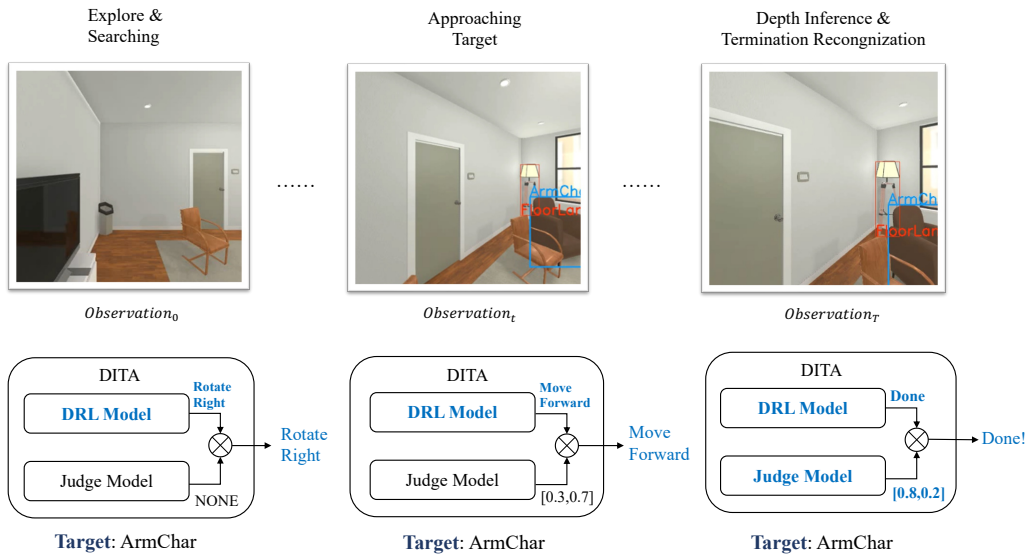 Explore &
Searching
Approaching
Target
Depth Inference &
Termination Recongnization
......
......
ArmCha
FloorLam
ArmCh
FloorLam
Observation0
Observationt
ObservationT
DITA
DRL Model
Rotate
Right
Judge Model
NONE
Rotate
Right
Target: ArmChar
DITA
DRL Model
Move
Forward
Judge Model
[0.3,0.7]
Move
Forward
Target: ArmChar
DITA
DRL Model
Done
Judge Model
[0.8,0.2]
Done!
Target: ArmChar